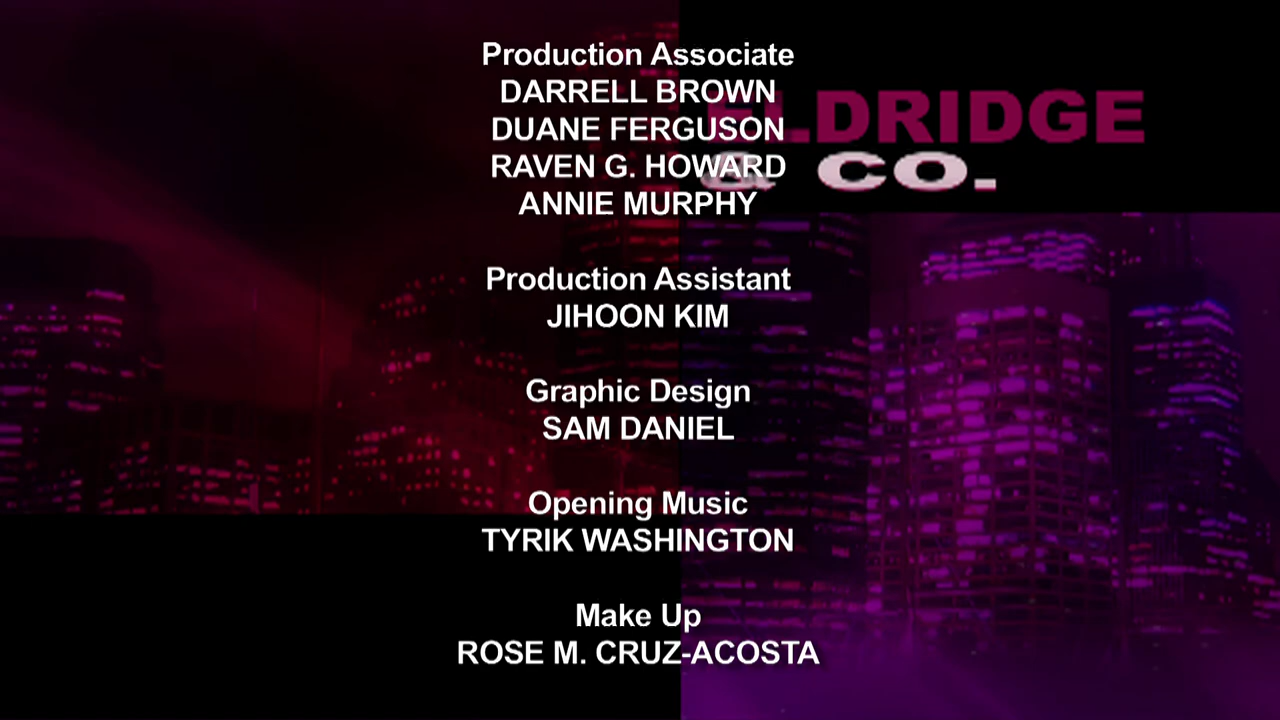 Production Associate
DARRELL BROWN
DUANE FERGUSON
RAVEN G. HOWARD
ANNIE MURPHY
ELDRIDGE
& CO.
Production Assistant
JIHOON KIM
Graphic Design
SAM DANIEL
Opening Music
TYRIK WASHINGTON
Make Up
ROSE M. CRUZ-ACOSTA